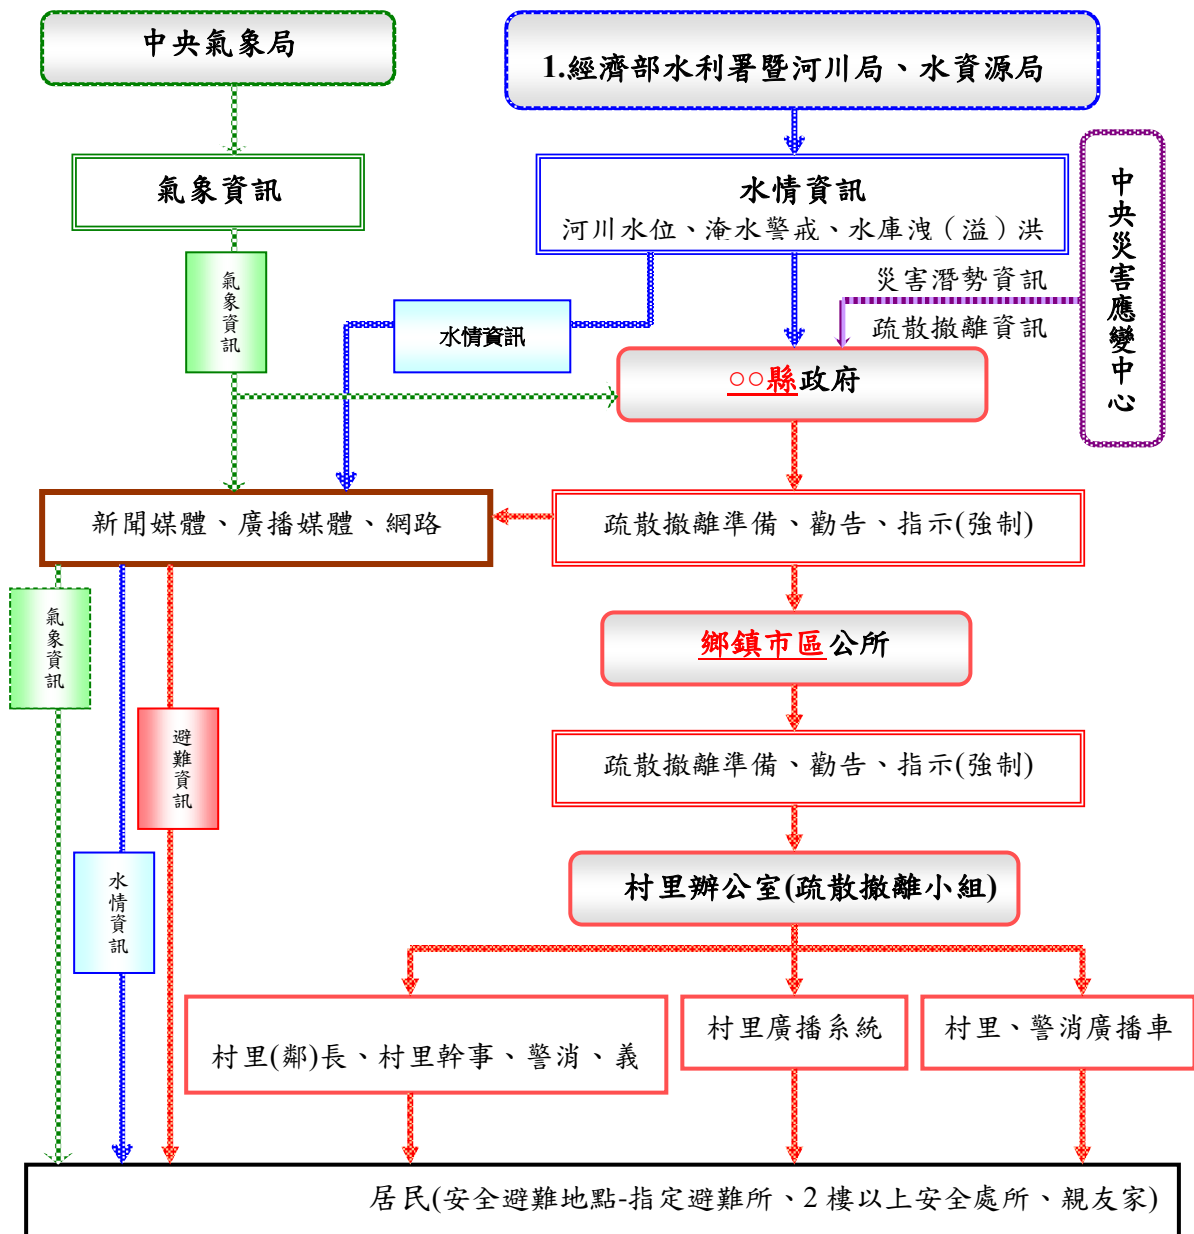 中央氣象局
1.經濟部水利署暨河川局、水資源局
氣象資訊
水情資訊
河川水位、淹水警戒、水庫洩（溢）洪
中央災害應變中心
氣象資訊
水情資訊
災害潛勢資訊
疏散撤離資訊
○○縣政府
新聞媒體、廣播媒體、網路
疏散撤離準備、勸告、指示(強制)
氣象資訊
鄉鎮市區公所
避難資訊
疏散撤離準備、勸告、指示(強制)
水情資訊
村里辦公室(疏散撤離小組)
村里(鄰)長、村里幹事、警消、義
村里廣播系統
村里、警消廣播車
居民(安全避難地點-指定避難所、2 樓以上安全處所、親友家)